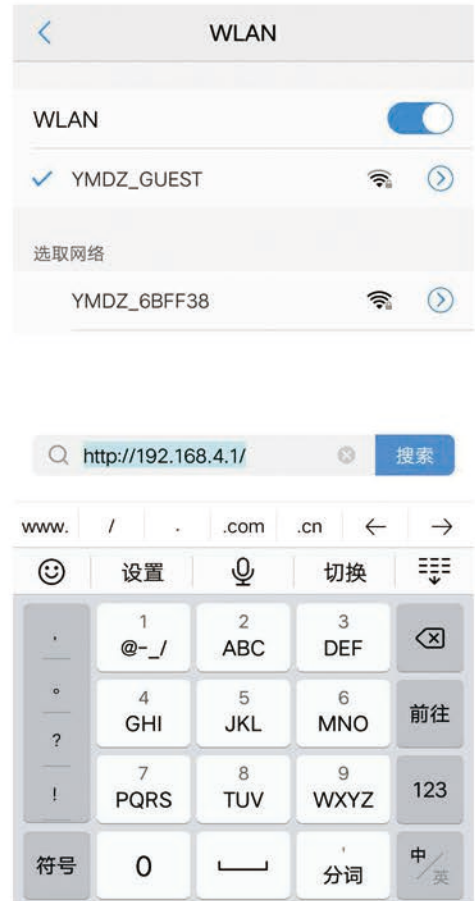 WLAN
WLAN
YMDZ_GUEST
选取网络
YMDZ_6BFF38
http://192.168.4.1/ 搜索
www. / . .com .cn ← →
设置 切换
, 1 2 3
@-_/ ABC DEF
。 4 5 6 前往
GHI JKL MNO
?
7 8 9 123
! PQRS TUV WXYZ
符号 0 ' 分词 中/英